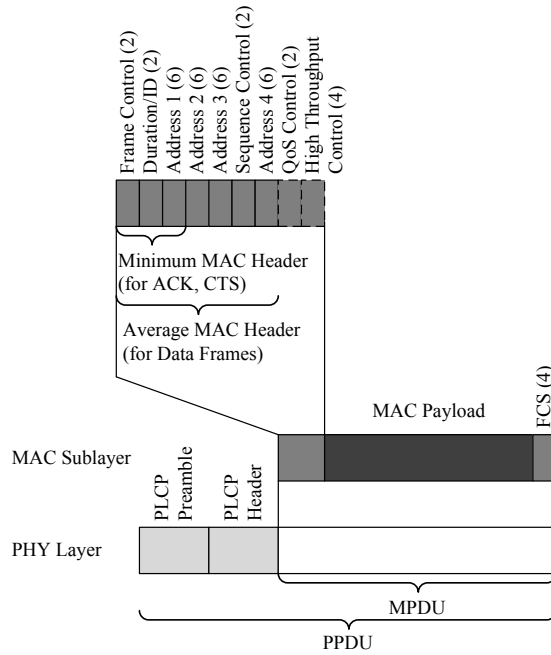 Frame Control (2)
Duration/ID (2)
Address 1 (6)
Address 2 (6)
Address 3 (6)
Sequence Control (2)
Address 4 (6)
QoS Control (2)
High Throughput
Control (4)
Minimum MAC Header
(for ACK, CTS)
Average MAC Header
(for Data Frames)
MAC Payload
FCS (4)
MAC Sublayer
PLCP
Preamble
PLCP
Header
PHY Layer
MPDU
PPDU